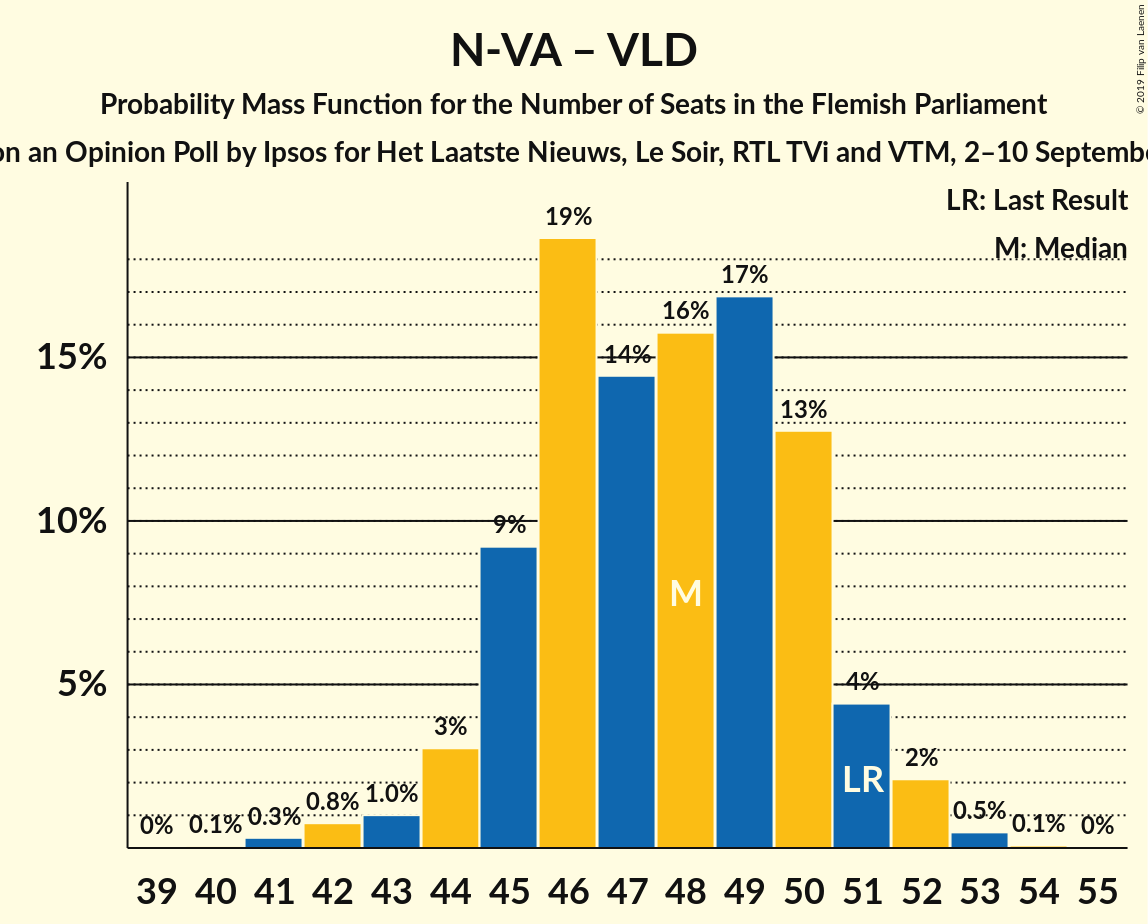 N-VA – VLD
Probability Mass Function for the Number of Seats in the Flemish Parliament
on an Opinion Poll by Ipsos for Het Laatste Nieuws, Le Soir, RTL TVi and VTM, 2–10
© 2019 Filip van Laenen
LR: Last Result
M: Median
15%
10%
5%
0%
0.1%
0.3%
0.8%
1.0%
3%
9%
19%
14%
16%
17%
13%
4%
2%
0.5%
0.1%
0%
M
LR
39 40 41 42 43 44 45 46 47 48 49 50 51 52 53 54 55